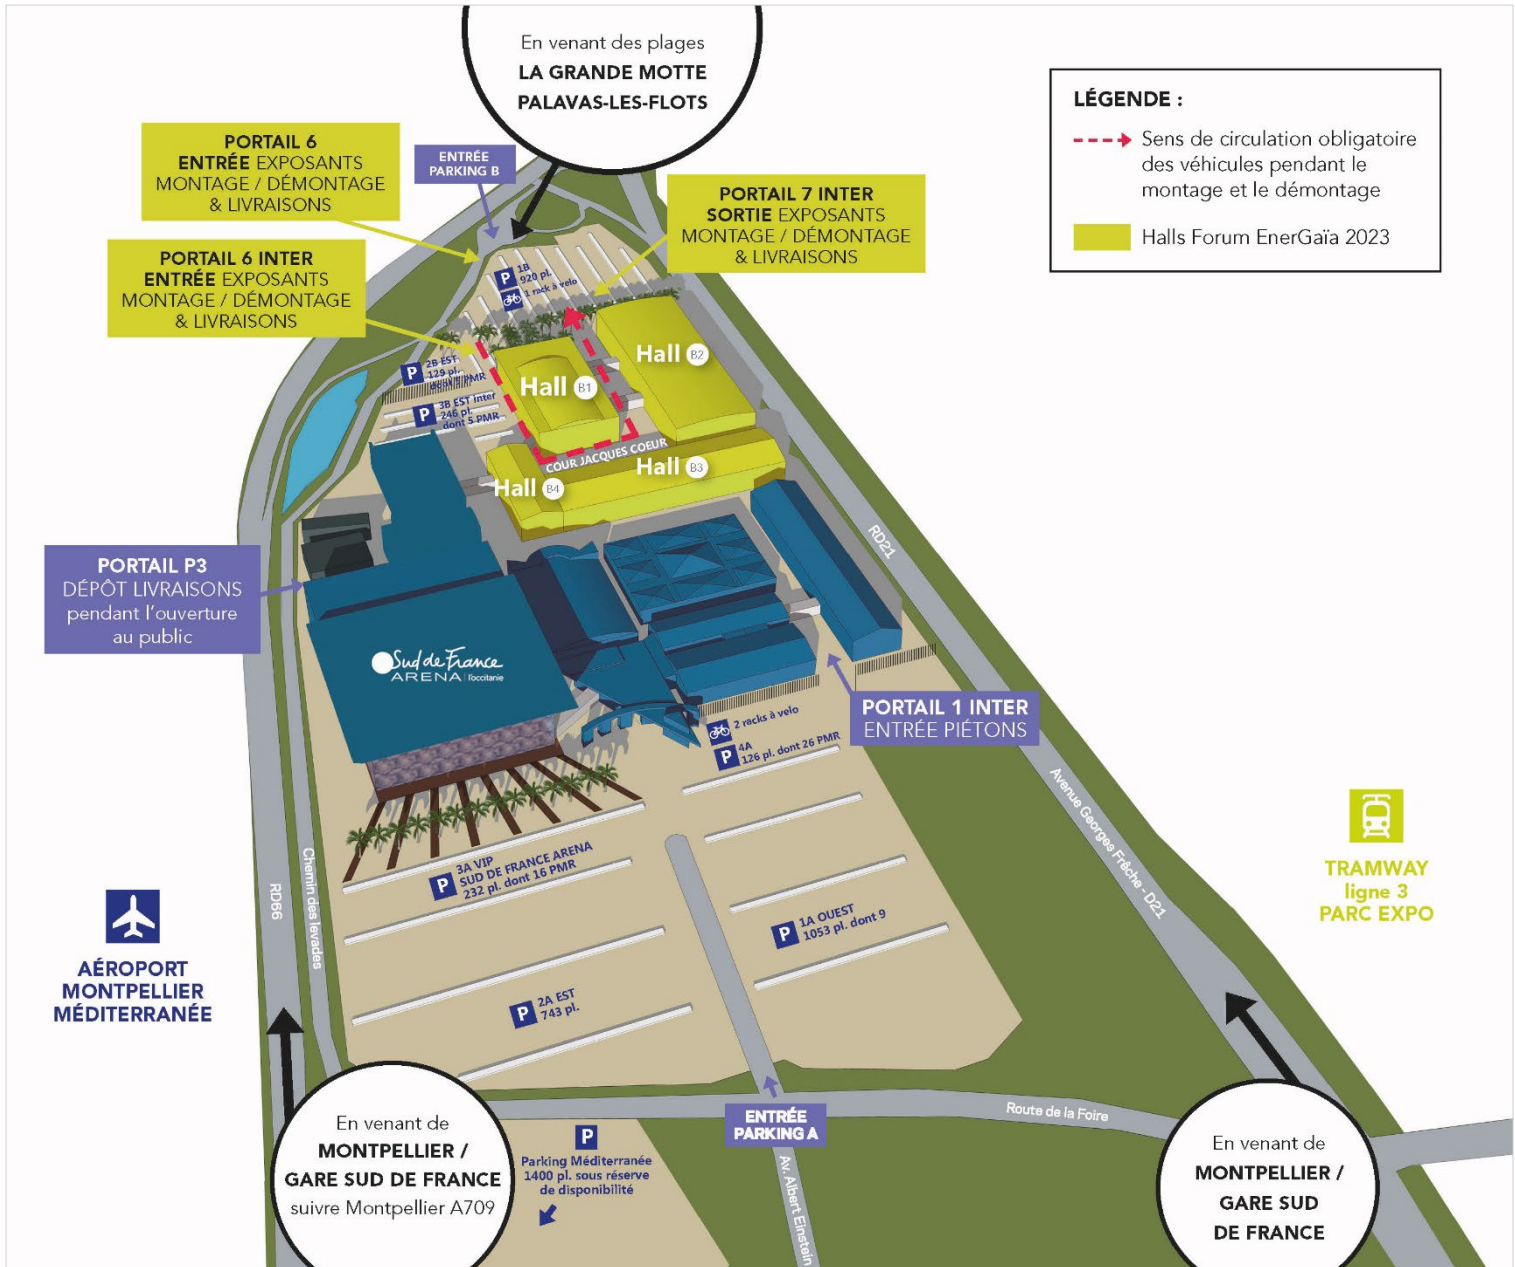 En venant des plages
LA GRANDE MOTTE
PALAVAS-LES-FLOTS
LÉGENDE :
Sens de circulation obligatoire
des véhicules pendant le
montage et le démontage
Halls Forum EnerGaïa 2023
PORTAIL 6
ENTRÉE EXPOSANTS
MONTAGE / DÉMONTAGE
& LIVRAISONS
ENTRÉE
PARKING B
PORTAIL 7 INTER
SORTIE EXPOSANTS
MONTAGE / DÉMONTAGE
& LIVRAISONS
PORTAIL 6 INTER
ENTRÉE EXPOSANTS
MONTAGE / DÉMONTAGE
& LIVRAISONS
P 1B
920 pl.
1 rack à velo
P 2B EST
129 pl.
PMR
P 3B EST Inter
246 pl.
dont 5 PMR
Hall B1
Hall B2
COUR JACQUES COEUR
Hall B3
Hall B4
RD21
PORTAIL P3
DÉPÔT LIVRAISONS
pendant l'ouverture
au public
Sud de France
ARENA | l'occitanie
PORTAIL 1 INTER
ENTRÉE PIÉTONS
2 racks à velo
P 4A
126 pl. dont 26 PMR
Avenue Georges Frêche - D21
TRAMWAY
ligne 3
PARC EXPO
P 3A VIP
SUD DE FRANCE ARENA
232 pl. dont 16 PMR
RD66
Chemin des levades
P 1A OUEST
1053 pl. dont 9
AÉROPORT
MONTPELLIER
MÉDITERRANÉE
P 2A EST
743 pl.
En venant de
MONTPELLIER /
GARE SUD DE FRANCE
suivre Montpellier A709
P
Parking Méditerranée
1400 pl. sous réserve
de disponibilité
ENTRÉE
PARKING A
Av. Albert Einstein
Route de la Foire
En venant de
MONTPELLIER /
GARE SUD
DE FRANCE